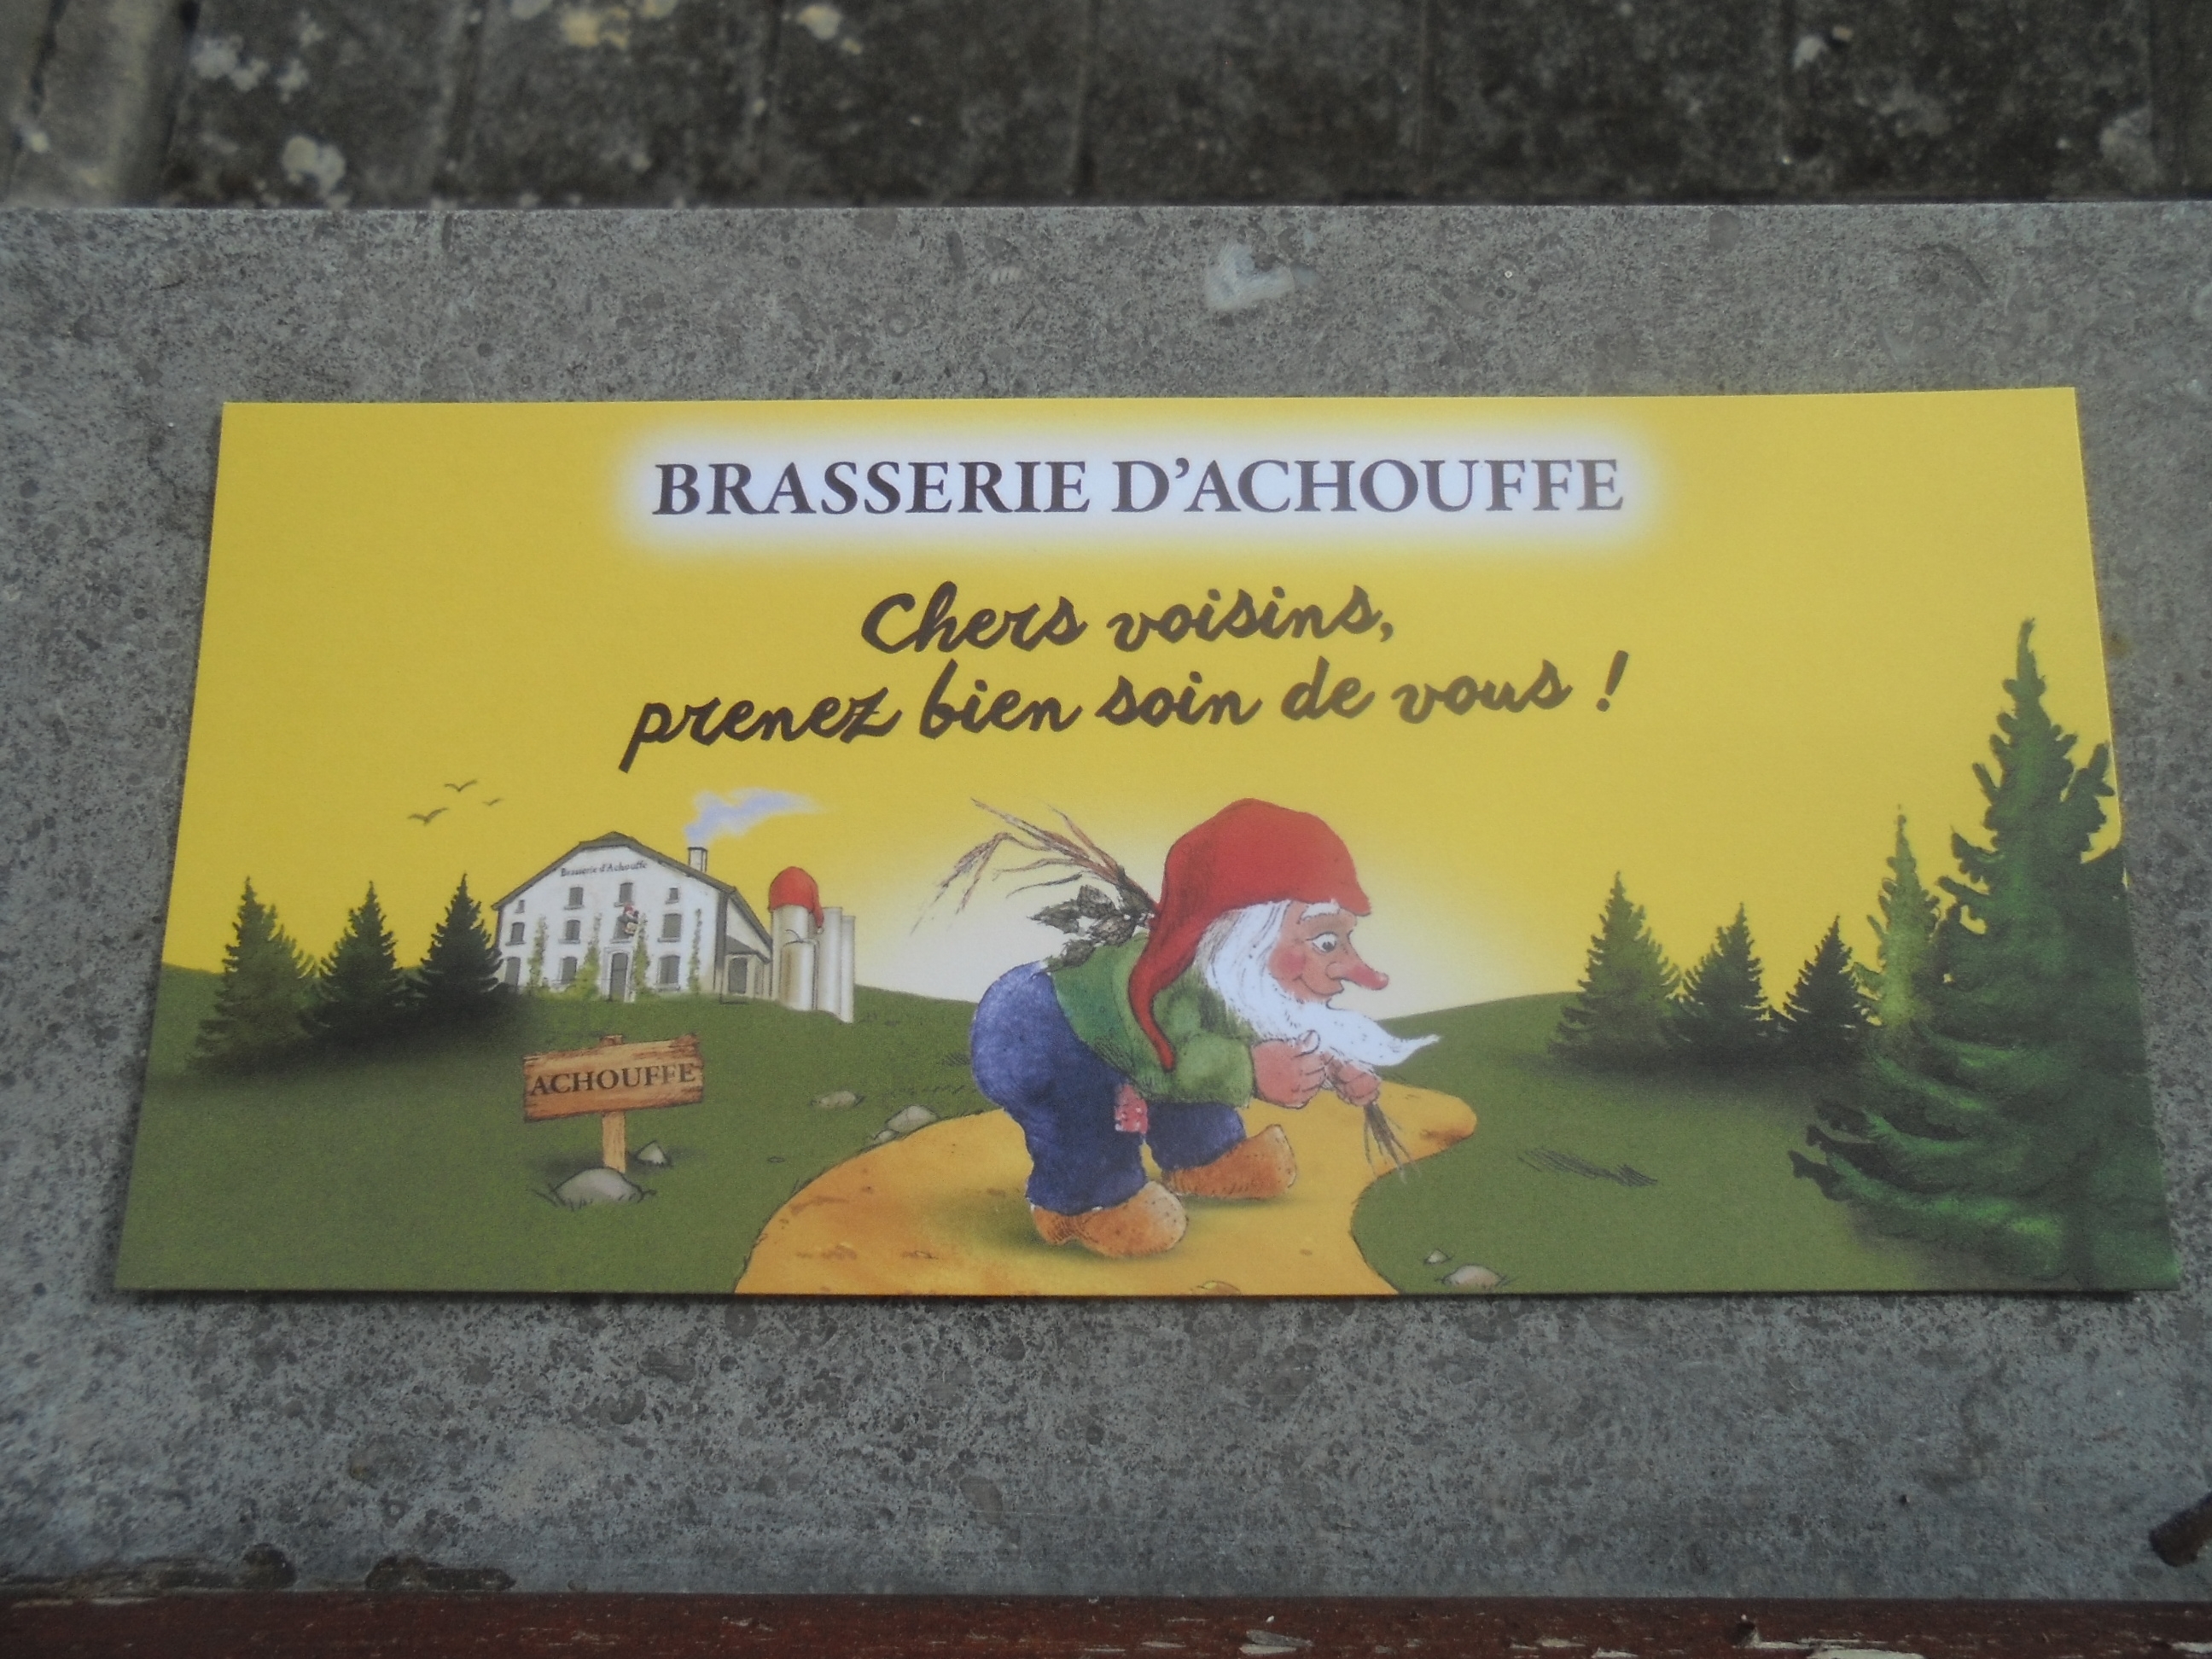 BRASSERIE D'ACHOUFFE
Chers voisins,
prenez bien soin de vous !
Brasserie d'Achouffe
ACHOUFFE